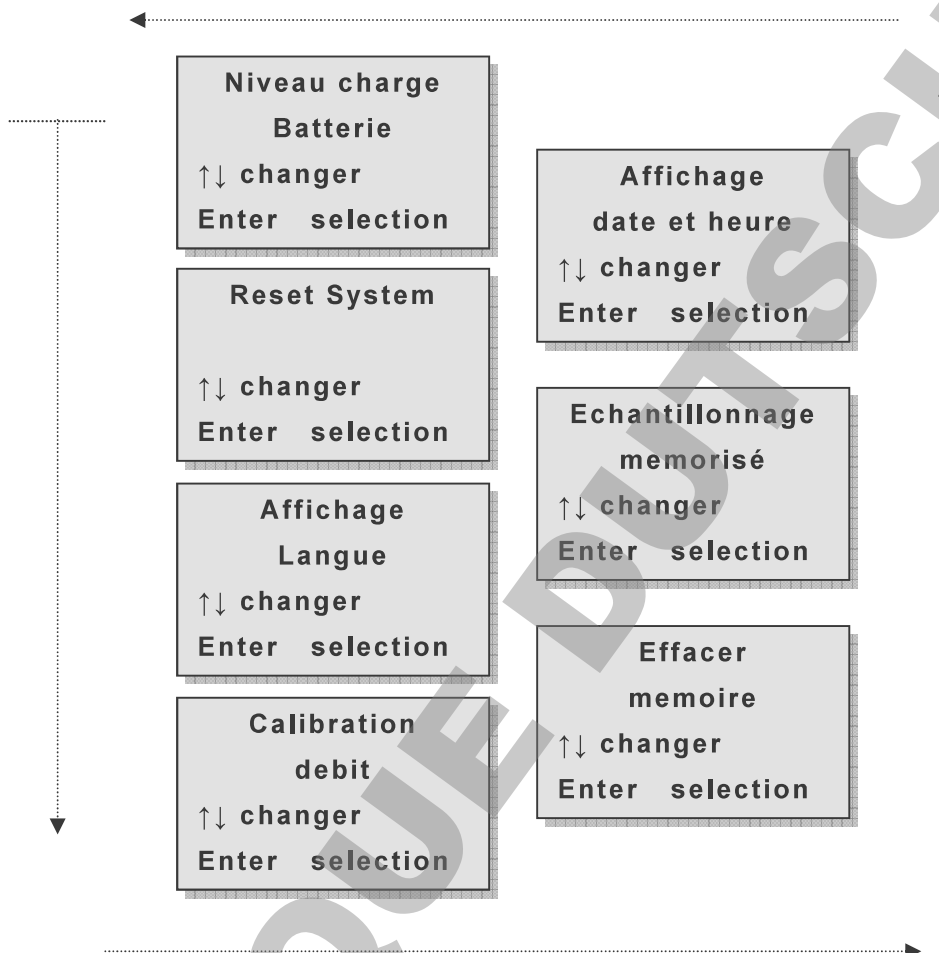 Niveau charge
Batterie
↑↓ changer
Enter selection
Reset System
↑↓ changer
Enter selection
Affichage
Langue
↑↓ changer
Enter selection
Calibration
debit
↑↓ changer
Enter selection
Affichage
date et heure
↑↓ changer
Enter selection
Echantillonnage
memorisé
↑↓ changer
Enter selection
Effacer
memoire
↑↓ changer
Enter selection